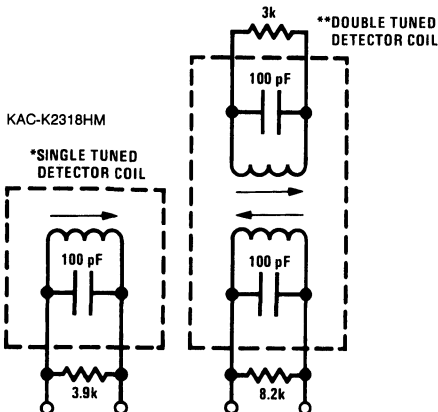 3k
**DOUBLE TUNED
DETECTOR COIL
100 pF
KAC-K2318HM
*SINGLE TUNED
DETECTOR COIL
100 pF
100 pF
3.9k
8.2k